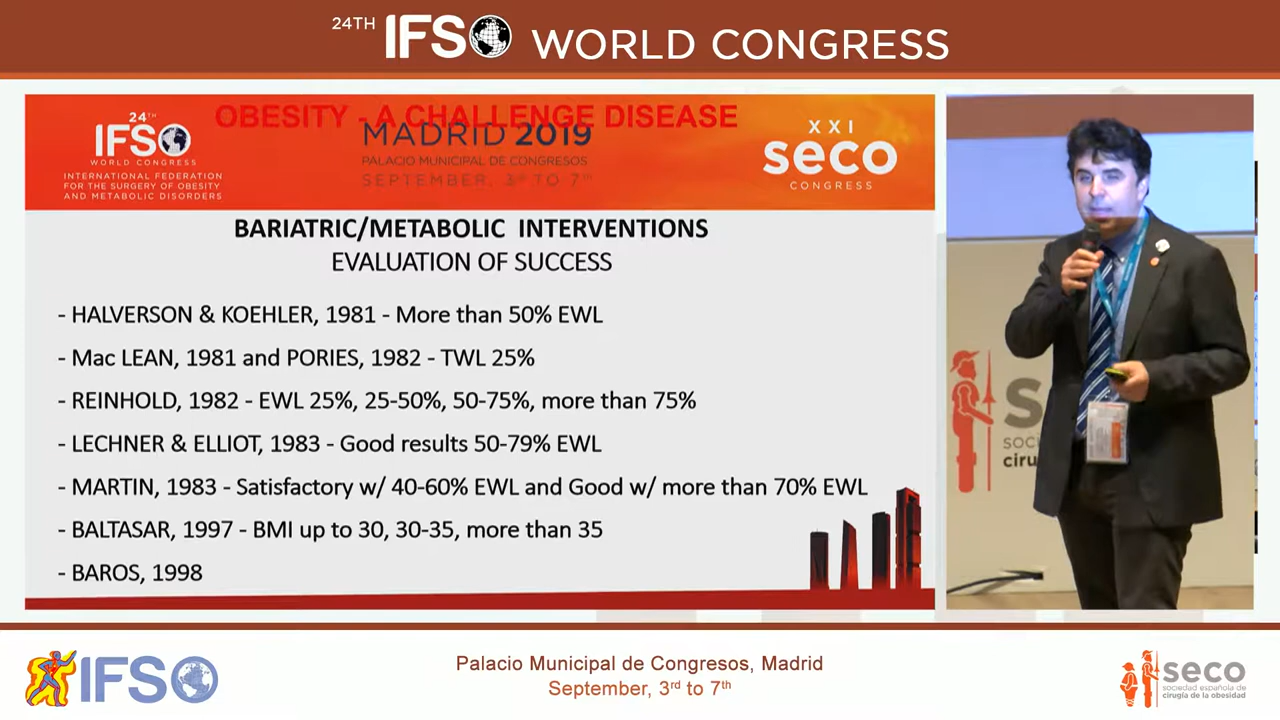 24TH IFSO WORLD CONGRESS
OBESITY - A CHALLENGE DISEASE
24TH
IFSO
WORLD CONGRESS
INTERNATIONAL FEDERATION
FOR THE SURGERY OF OBESITY
AND METABOLIC DISORDERS
MADRID 2019
PALACIO MUNICIPAL DE CONGRESOS
SEPTEMBER, 3rd TO 7th
XXI
seco
CONGRESS
BARIATRIC/METABOLIC INTERVENTIONS
EVALUATION OF SUCCESS
- HALVERSON & KOEHLER, 1981 - More than 50% EWL
- Mac LEAN, 1981 and PORIES, 1982 - TWL 25%
- REINHOLD, 1982 - EWL 25%, 25-50%, 50-75%, more than 75%
- LECHNER & ELLIOT, 1983 - Good results 50-79% EWL
- MARTIN, 1983 - Satisfactory w/ 40-60% EWL and Good w/ more than 70% EWL
- BALTASAR, 1997 - BMI up to 30, 30-35, more than 35
- BAROS, 1998
IFSO
Palacio Municipal de Congresos, Madrid
September, 3rd to 7th
seco
sociedad española de
cirugía de la obesidad